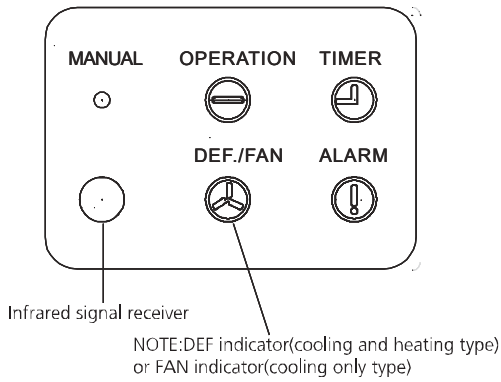 MANUAL OPERATION TIMER
DEF./FAN ALARM
Infrared signal receiver
NOTE:DEF indicator(cooling and heating type)
or FAN indicator(cooling only type)